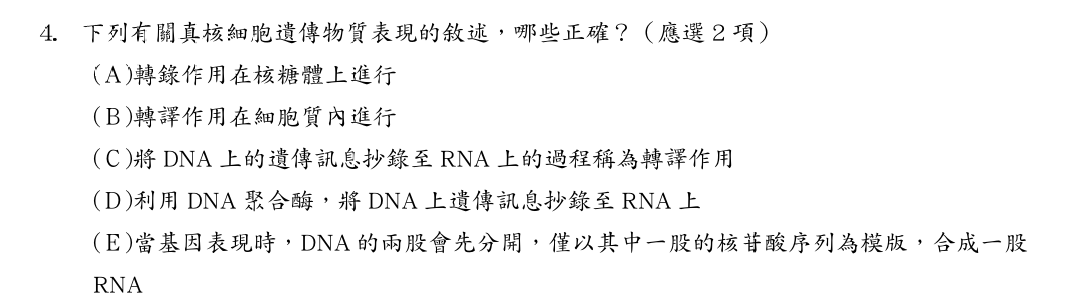 4. 下列有關真核細胞遺傳物質表現的敘述，哪些正確？（應選 2 項）
(A)轉錄作用在核糖體上進行
(B)轉譯作用在細胞質內進行
(C)將 DNA 上的遺傳訊息抄錄至 RNA 上的過程稱為轉譯作用
(D)利用 DNA 聚合酶，將 DNA 上遺傳訊息抄錄至 RNA 上
(E)當基因表現時，DNA 的兩股會先分開，僅以其中一股的核苷酸序列為模版，合成一股
RNA